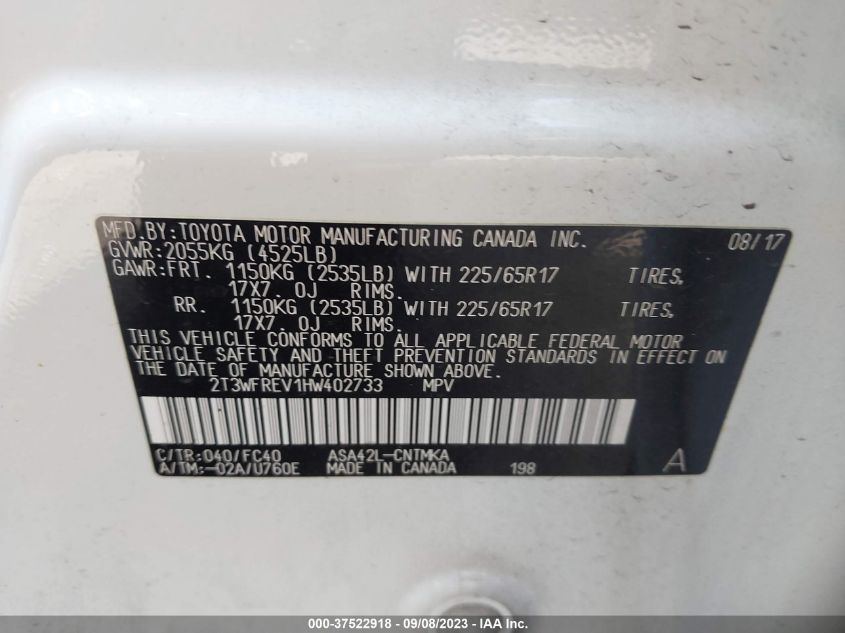 MFD.BY:TOYOTA MOTOR MANUFACTURING CANADA INC. 08/17
GVWR:2055KG (4525LB)
GAWR:FRT. 1150KG (2535LB) WITH 225/65R17 TIRES,
17X7.0J RIMS.
RR. 1150KG (2535LB) WITH 225/65R17 TIRES,
17X7.0J RIMS.
THIS VEHICLE CONFORMS TO ALL APPLICABLE FEDERAL MOTOR
VEHICLE SAFETY AND THEFT PREVENTION STANDARDS IN EFFECT ON
THE DATE OF MANUFACTURE SHOWN ABOVE.
2T3WFREV1HW402733 MPV
C/TR:040/FC40 ASA42L-CNTMKA
A/TM:-02A/U760E MADE IN CANADA 198 A
000-37522918 - 09/08/2023 - IAA Inc.